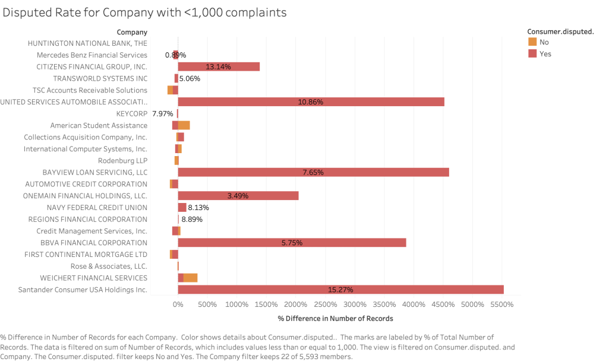 Disputed Rate for Company with <1,000 complaints
Company
Consumer.disputed.
No
Yes
HUNTINGTON NATIONAL BANK, THE
Mercedes Benz Financial Services 0.89%
CITIZENS FINANCIAL GROUP, INC. 13.14%
TRANSWORLD SYSTEMS INC 5.06%
TSC Accounts Receivable Solutions
UNITED SERVICES AUTOMOBILE ASSOCIATI.. 10.86%
KEYCORP 7.97%
American Student Assistance
Collections Acquisition Company, Inc.
International Computer Systems, Inc.
Rodenburg LLP
BAYVIEW LOAN SERVICING, LLC 7.65%
AUTOMOTIVE CREDIT CORPORATION
ONEMAIN FINANCIAL HOLDINGS, LLC. 3.49%
NAVY FEDERAL CREDIT UNION 8.13%
REGIONS FINANCIAL CORPORATION 8.89%
Credit Management Services, Inc.
BBVA FINANCIAL CORPORATION 5.75%
FIRST CONTINENTAL MORTGAGE LTD
Rose & Associates, LLC.
WEICHERT FINANCIAL SERVICES
Santander Consumer USA Holdings Inc. 15.27%
0% 500% 1000% 1500% 2000% 2500% 3000% 3500% 4000% 4500% 5000% 5500%
% Difference in Number of Records
% Difference in Number of Records for each Company.  Color shows details about Consumer.disputed..  The marks are labeled by % of Total Number of
Records. The data is filtered on sum of Number of Records, which includes values less than or equal to 1,000. The view is filtered on Consumer.disputed. and
Company. The Consumer.disputed. filter keeps No and Yes. The Company filter keeps 22 of 5,593 members.